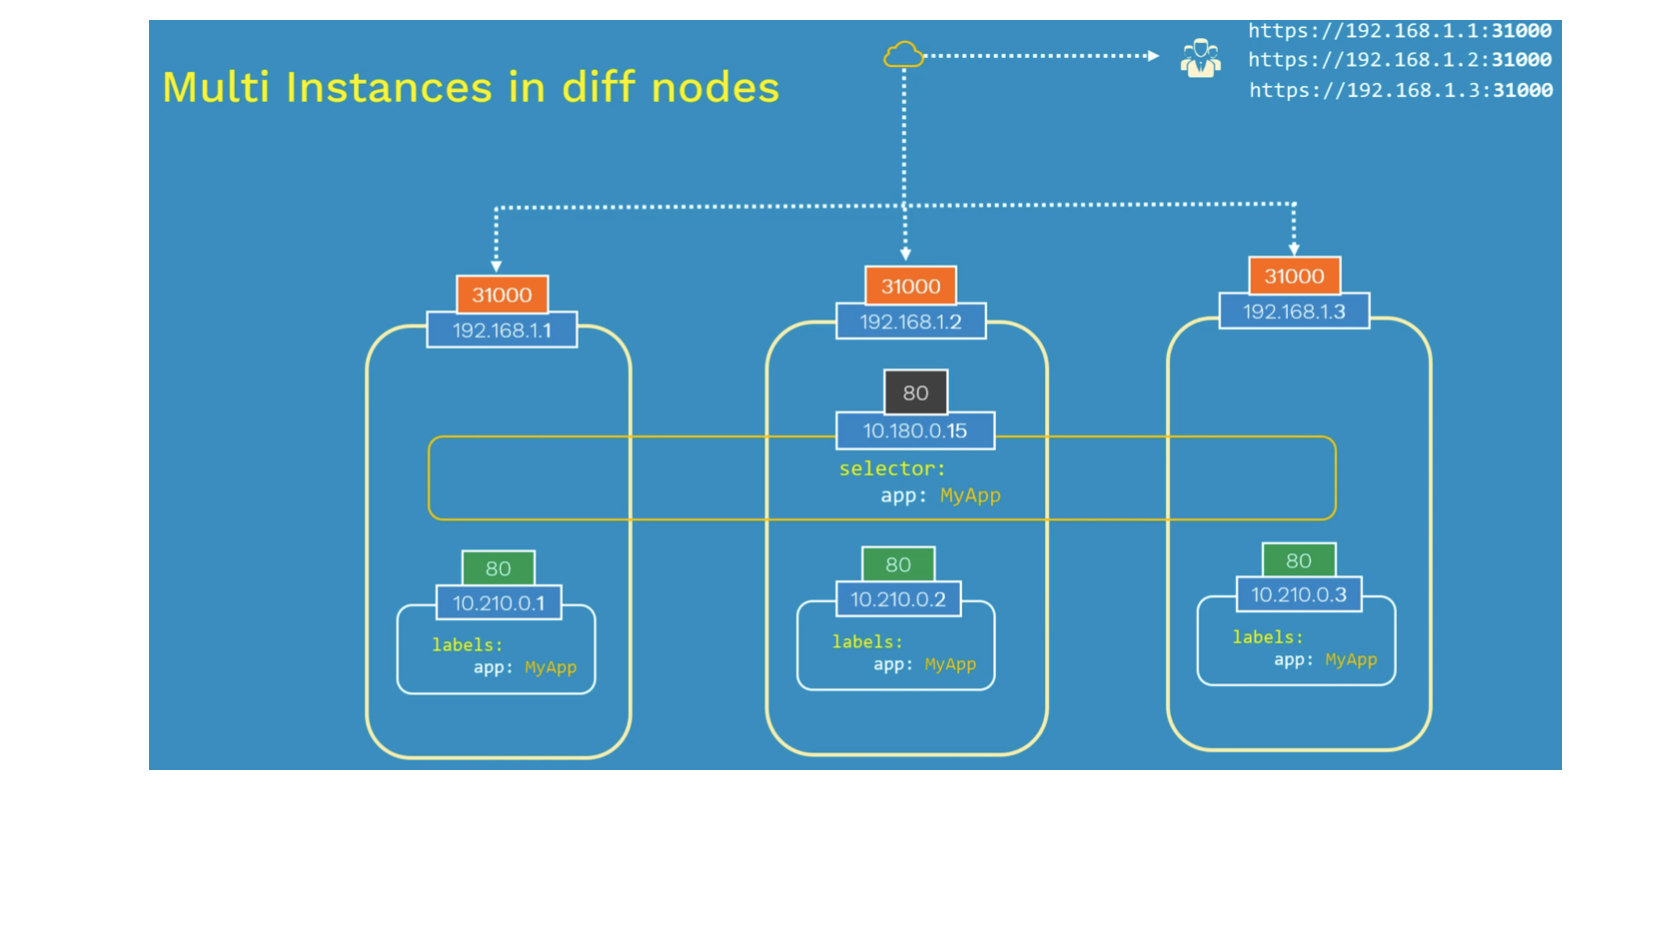 https://192.168.1.1:31000
https://192.168.1.2:31000
https://192.168.1.3:31000
Multi Instances in diff nodes
31000
192.168.1.1
31000
192.168.1.2
31000
192.168.1.3
80
10.180.0.15
selector:
app: MyApp
80
10.210.0.1
labels:
app: MyApp
80
10.210.0.2
labels:
app: MyApp
80
10.210.0.3
labels:
app: MyApp